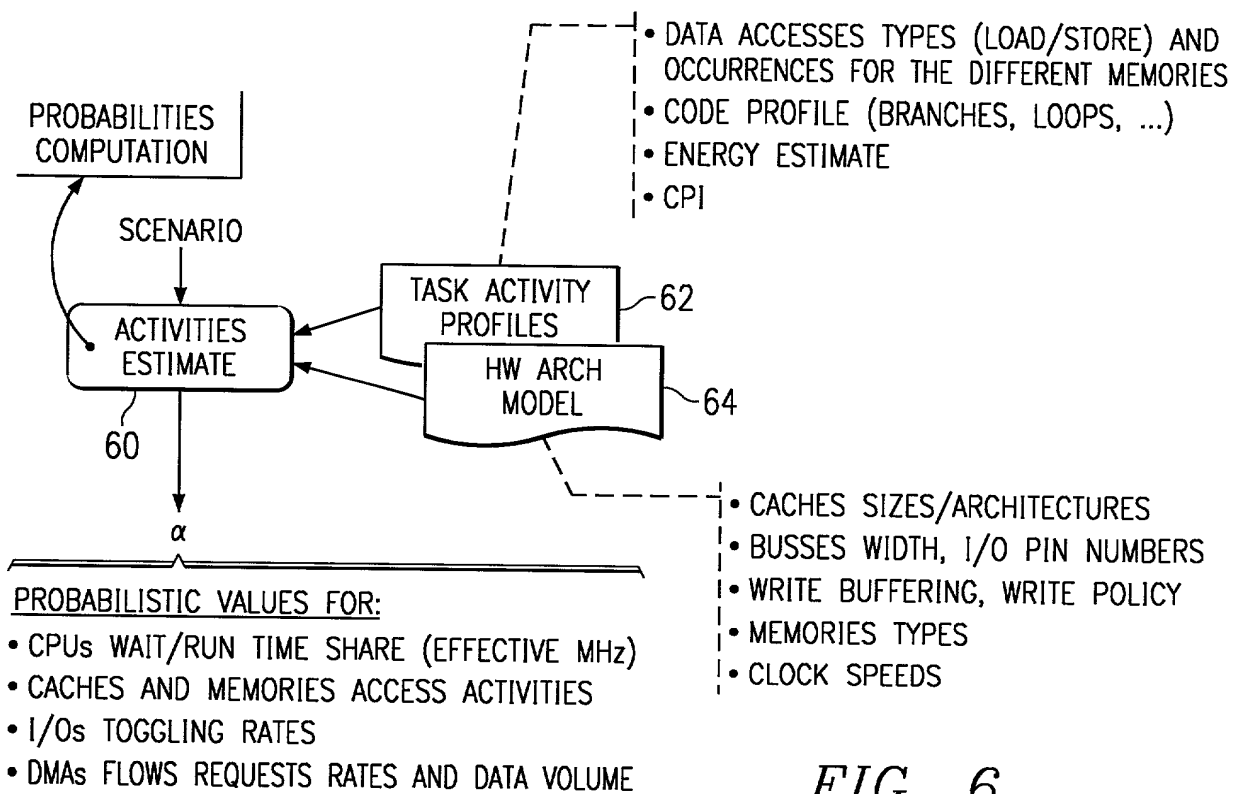 • DATA ACCESSES TYPES (LOAD/STORE) AND
OCCURRENCES FOR THE DIFFERENT MEMORIES
• CODE PROFILE (BRANCHES, LOOPS, ...)
• ENERGY ESTIMATE
• CPI
PROBABILITIES
COMPUTATION
SCENARIO
TASK ACTIVITY
PROFILES
62
ACTIVITIES
ESTIMATE
60
HW ARCH
MODEL
64
• CACHES SIZES/ARCHITECTURES
• BUSSES WIDTH, I/O PIN NUMBERS
• WRITE BUFFERING, WRITE POLICY
• MEMORIES TYPES
• CLOCK SPEEDS
α
PROBABILISTIC VALUES FOR:
• CPUs WAIT/RUN TIME SHARE (EFFECTIVE MHz)
• CACHES AND MEMORIES ACCESS ACTIVITIES
• I/Os TOGGLING RATES
• DMAs FLOWS REQUESTS RATES AND DATA VOLUME
FIG. 6